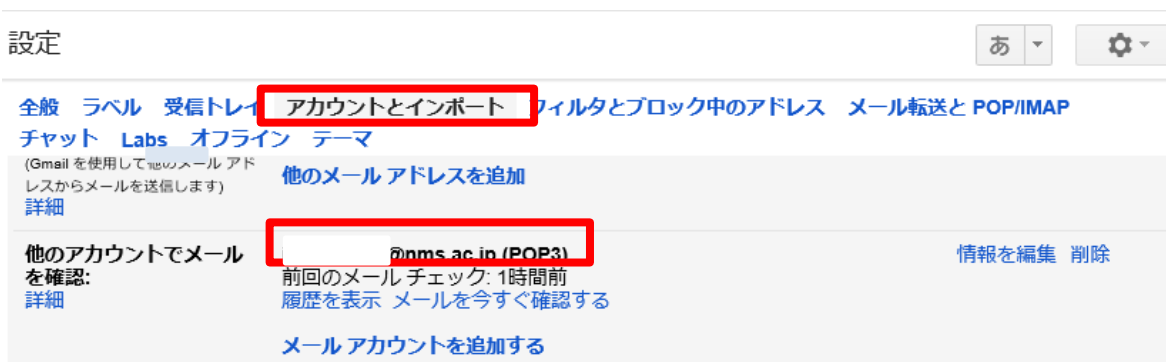 設定
あ
全般 ラベル 受信トレイ アカウントとインポート フィルタとブロック中のアドレス メール転送と POP/IMAP
チャット Labs オフライン テーマ
(Gmail を使用して他のメール アド
レスからメールを送信します)
詳細
他のメール アドレスを追加
他のアカウントでメール
を確認:
詳細
@nms.ac.jp (POP3)
前回のメール チェック: 1時間前
履歴を表示 メールを今すぐ確認する
メール アカウントを追加する
情報を編集 削除